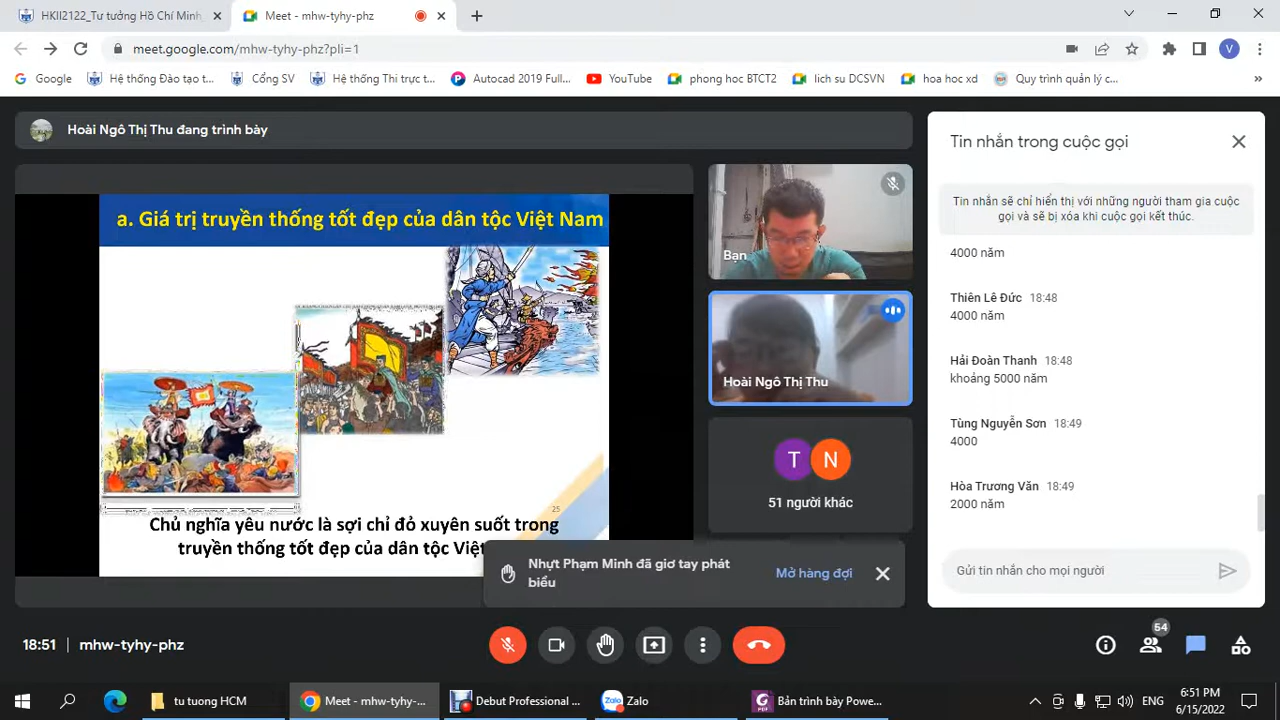 HKII2122_Tư tưởng Hồ Chí Minh
Meet - mhw-tyhy-phz
meet.google.com/mhw-tyhy-phz?pli=1
V
Google
Hệ thống Đào tạo t...
Cổng SV
Hệ thống Thi trực t...
Autocad 2019 Full...
YouTube
phong học BTCT2
lich su DCSVN
hoa hoc xd
Quy trình quản lý c...
»
Hoài Ngô Thị Thu đang trình bày
a. Giá trị truyền thống tốt đẹp của dân tộc Việt Nam
25
Chủ nghĩa yêu nước là sợi chỉ đỏ xuyên suốt trong
truyền thống tốt đẹp của dân tộc Việt
Bạn
Hoài Ngô Thị Thu
T
N
51 người khác
Nhựt Phạm Minh đã giơ tay phát
biểu
Mở hàng đợi
Tin nhắn trong cuộc gọi
Tin nhắn sẽ chỉ hiển thị với những người tham gia cuộc
gọi và sẽ bị xóa khi cuộc gọi kết thúc.
4000 năm
Thiên Lê Đức 18:48
4000 năm
Hải Đoàn Thanh 18:48
khoảng 5000 năm
Tùng Nguyễn Sơn 18:49
4000
Hòa Trương Văn 18:49
2000 năm
Gửi tin nhắn cho mọi người
18:51 | mhw-tyhy-phz
54
tu tuong HCM
Meet - mhw-tyhy-...
Debut Professional ...
Zalo
Zalo
PDF
Bản trình bày Powe...
ENG
6:51 PM
6/15/2022